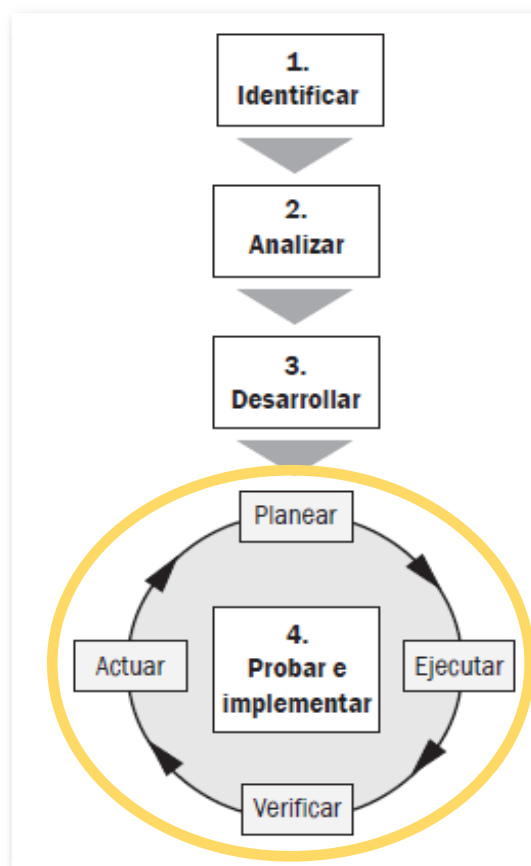 1.
Identificar
2.
Analizar
3.
Desarrollar
Planear
4.
Probar e
implementar
Actuar
Ejecutar
Verificar